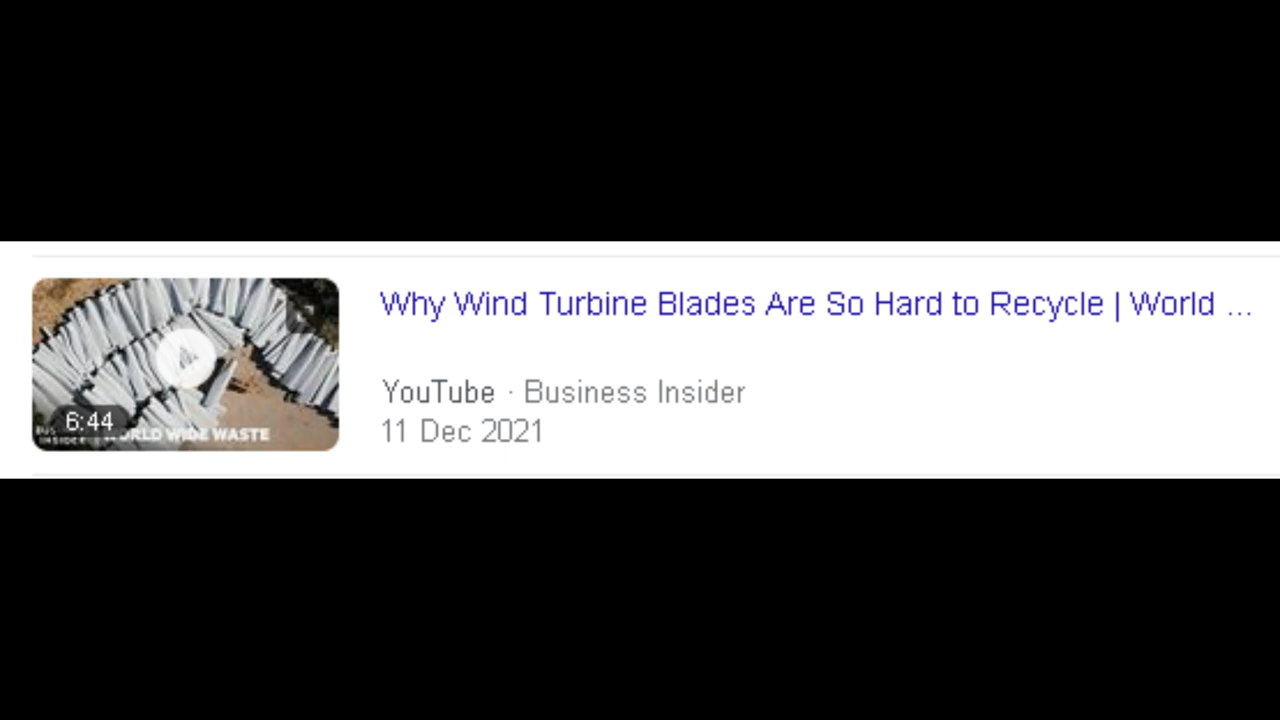 Why Wind Turbine Blades Are So Hard to Recycle | World ...
YouTube · Business Insider
11 Dec 2021
6:44
INSIDER
WORLD WIDE WASTE